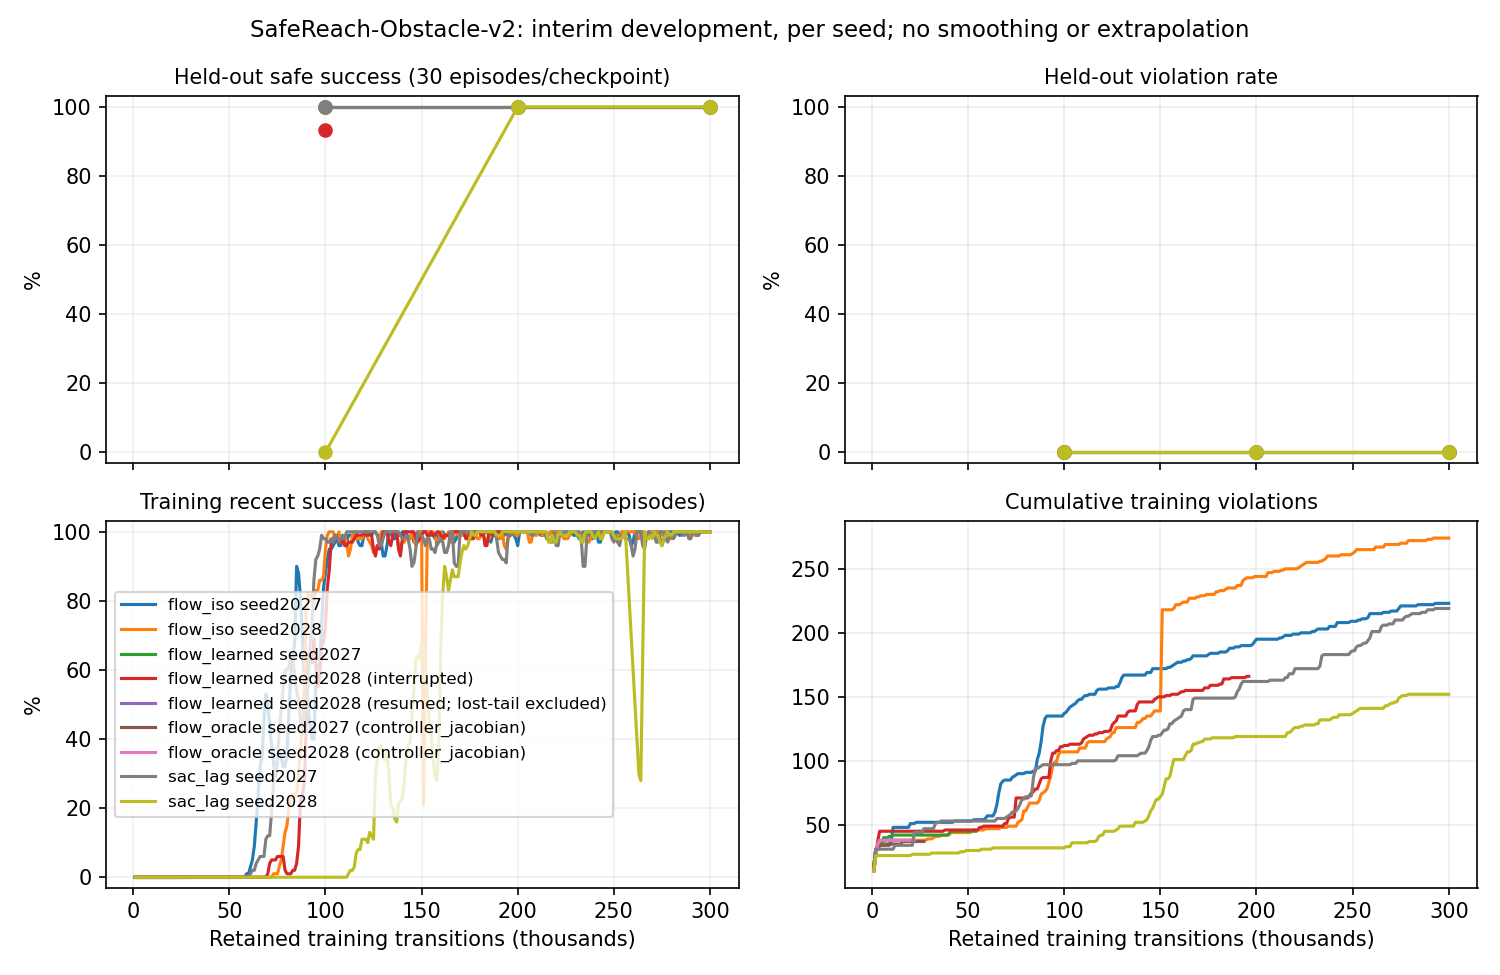 SafeReach-Obstacle-v2: interim development, per seed; no smoothing or extrapolation
Held-out safe success (30 episodes/checkpoint)
100
80
60
40
20
0
%
Held-out violation rate
100
80
60
40
20
0
%
Training recent success (last 100 completed episodes)
100
80
60
40
20
0
%
flow_iso seed2027
flow_iso seed2028
flow_learned seed2027
flow_learned seed2028 (interrupted)
flow_learned seed2028 (resumed; lost-tail excluded)
flow_oracle seed2027 (controller_jacobian)
flow_oracle seed2028 (controller_jacobian)
sac_lag seed2027
sac_lag seed2028
0 50 100 150 200 250 300
Retained training transitions (thousands)
Cumulative training violations
250
200
150
100
50
0 50 100 150 200 250 300
Retained training transitions (thousands)